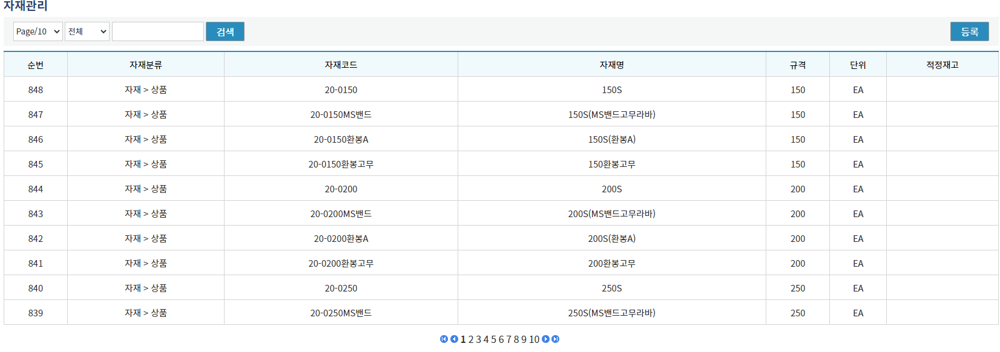 자재관리
Page/10 전체 검색 등록
순번 자재분류 자재코드 자재명 규격 단위 적정재고
848 자재 > 상품 20-0150 150S 150 EA
847 자재 > 상품 20-0150MS밴드 150S(MS밴드고무라바) 150 EA
846 자재 > 상품 20-0150환봉A 150S(환봉A) 150 EA
845 자재 > 상품 20-0150환봉고무 150환봉고무 150 EA
844 자재 > 상품 20-0200 200S 200 EA
843 자재 > 상품 20-0200MS밴드 200S(MS밴드고무라바) 200 EA
842 자재 > 상품 20-0200환봉A 200S(환봉A) 200 EA
841 자재 > 상품 20-0200환봉고무 200환봉고무 200 EA
840 자재 > 상품 20-0250 250S 250 EA
839 자재 > 상품 20-0250MS밴드 250S(MS밴드고무라바) 250 EA
1 2 3 4 5 6 7 8 9 10